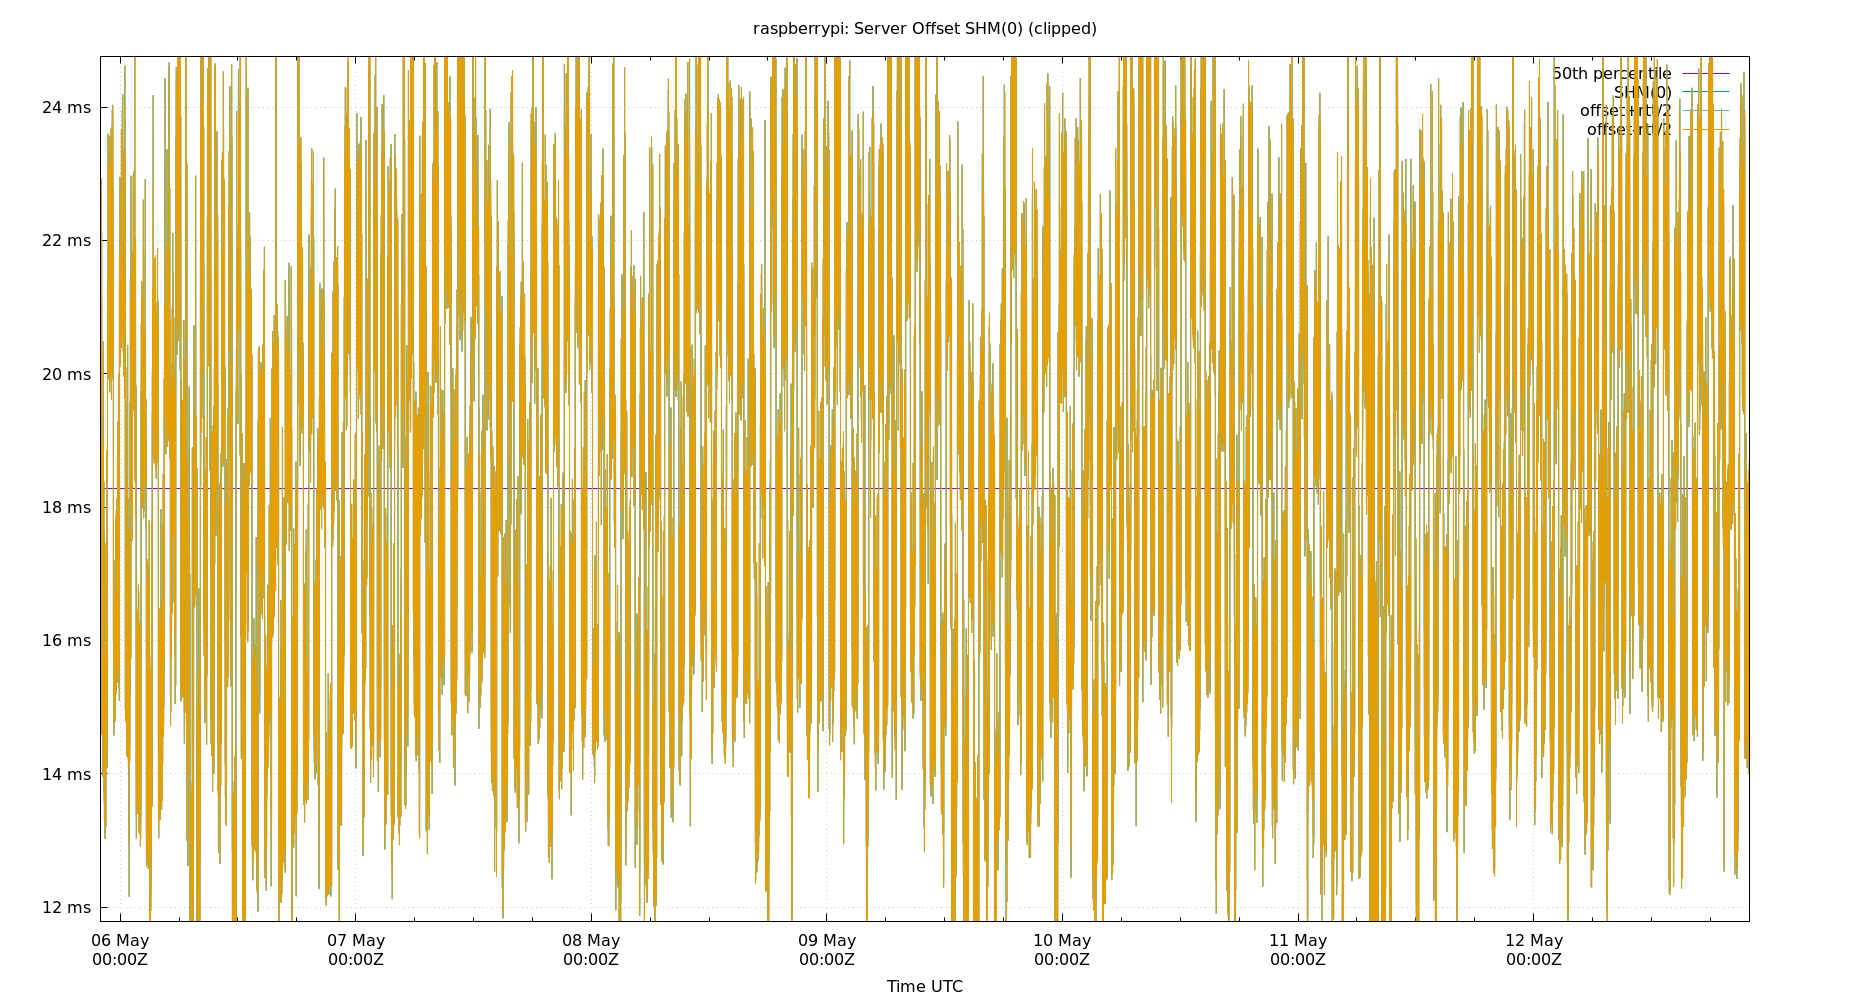 raspberrypi: Server Offset SHM(0) (clipped)
50th percentile
SHM(0)
offset+rtt/2
offset-rtt/2
24 ms
22 ms
20 ms
18 ms
16 ms
14 ms
12 ms
06 May 07 May 08 May 09 May 10 May 11 May 12 May
00:00Z 00:00Z 00:00Z 00:00Z 00:00Z 00:00Z 00:00Z
Time UTC